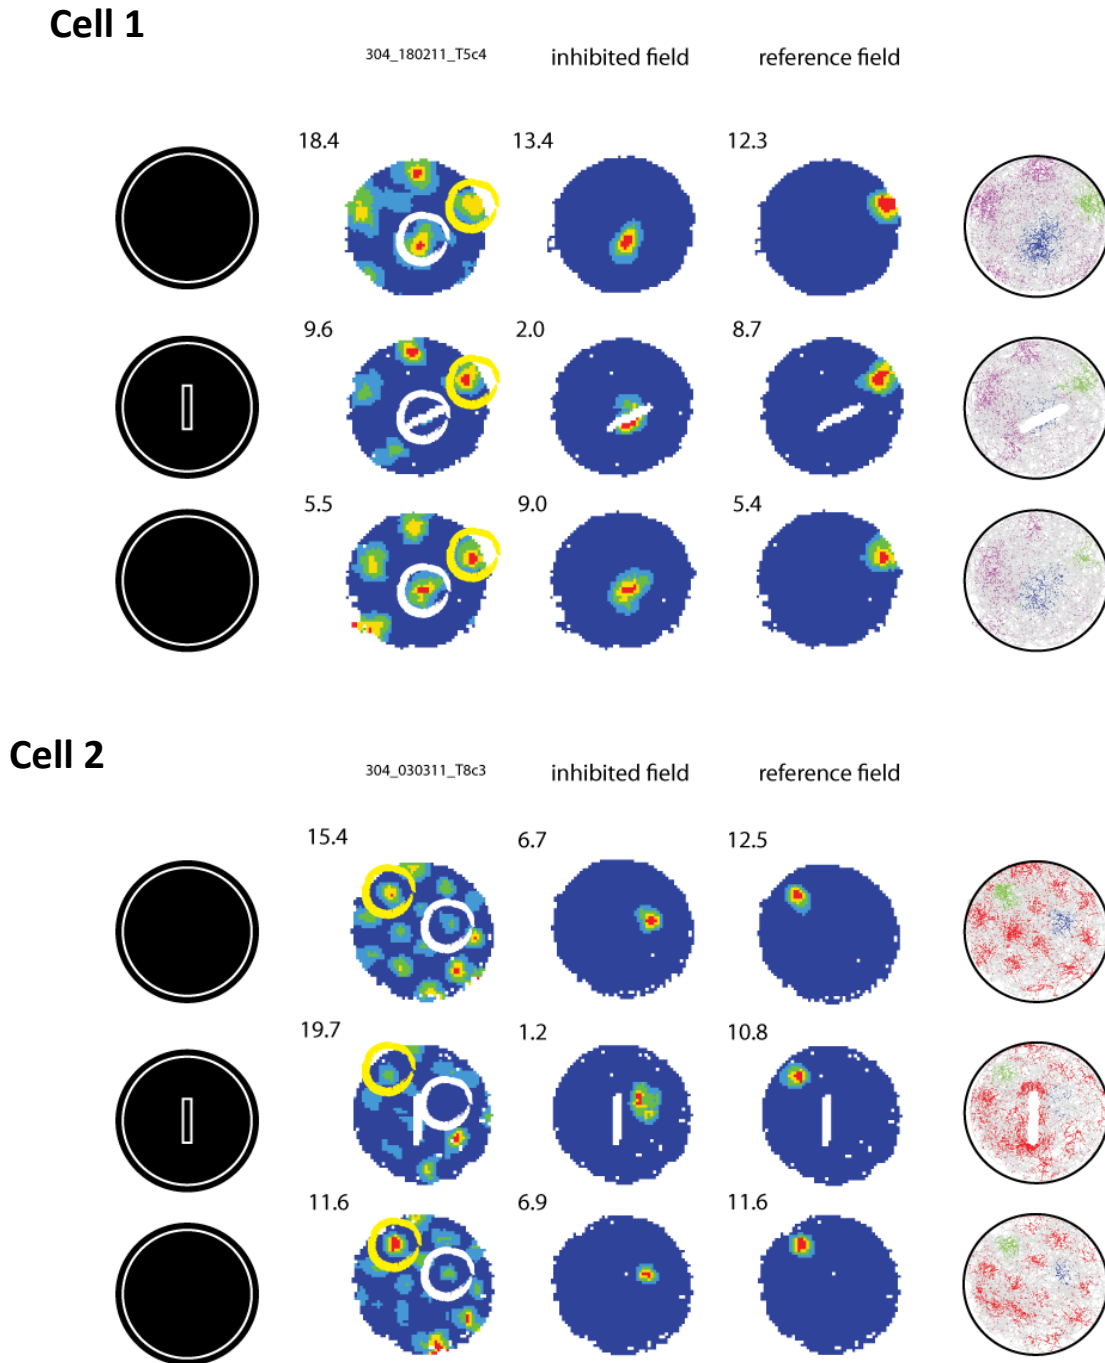 Cell 1
304_180211_T5c4 inhibited field reference field
18.4 13.4 12.3
9.6 2.0 8.7
5.5 9.0 5.4
Cell 2
304_030311_T8c3 inhibited field reference field
15.4 6.7 12.5
19.7 1.2 10.8
11.6 6.9 11.6